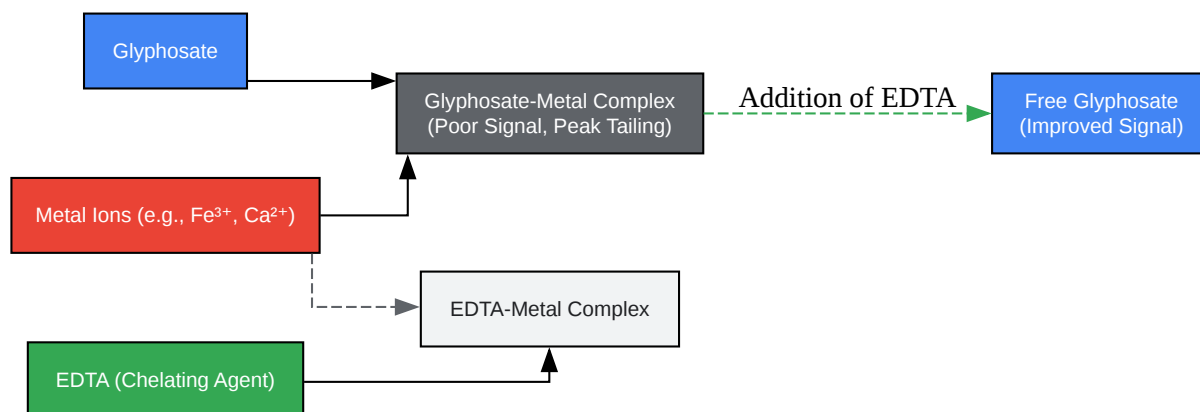 Glyphosate
Glyphosate-Metal Complex
(Poor Signal, Peak Tailing)
Addition of EDTA
Free Glyphosate
(Improved Signal)
Metal Ions (e.g., Fe³⁺, Ca²⁺)
EDTA-Metal Complex
EDTA (Chelating Agent)